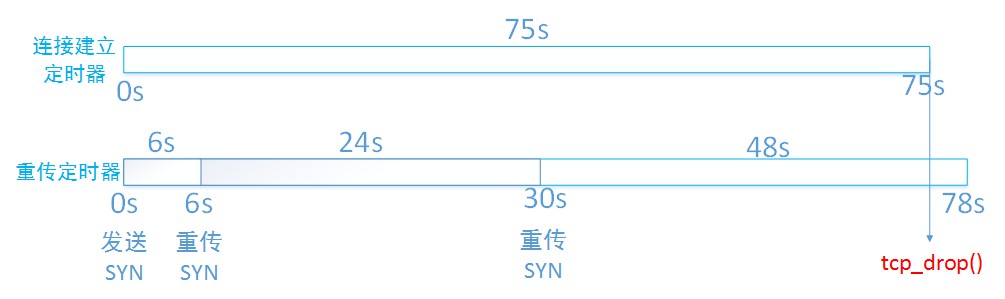 75s
连接建立
定时器
0s
75s
6s
24s
48s
重传定时器
0s
6s
30s
78s
发送
SYN
重传
SYN
重传
SYN
tcp_drop()